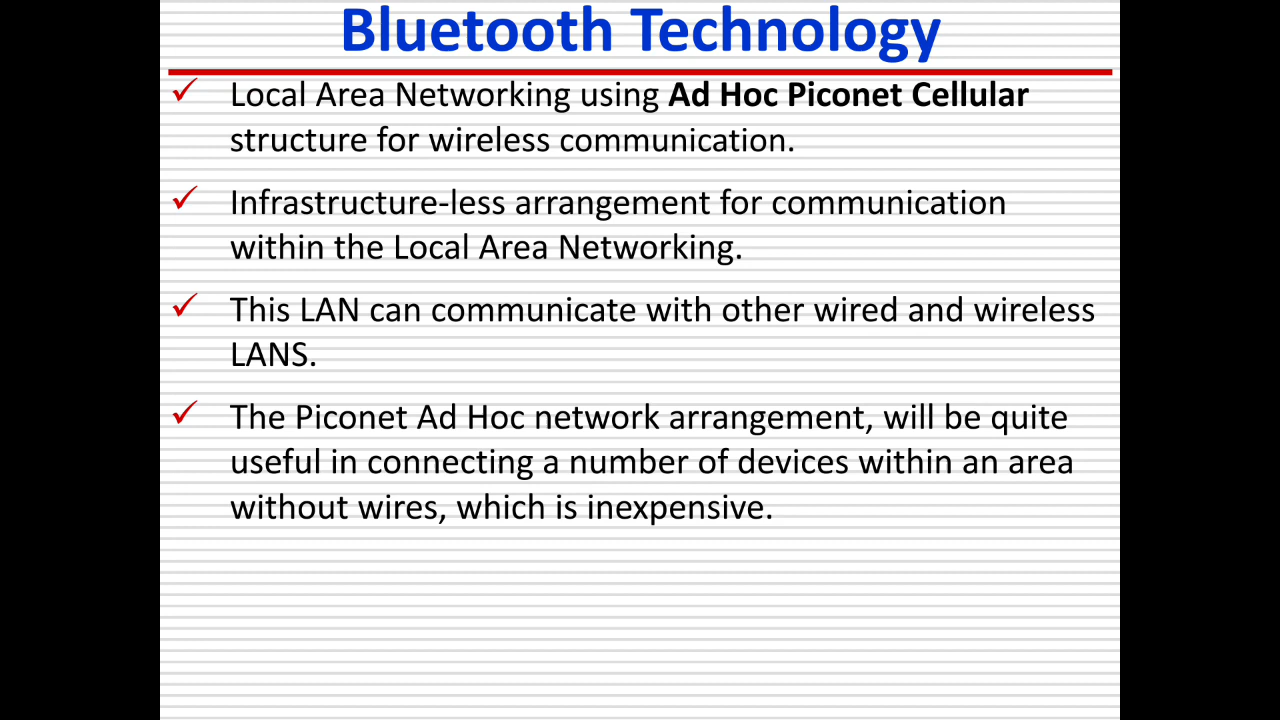 Bluetooth Technology
✓ Local Area Networking using Ad Hoc Piconet Cellular
structure for wireless communication.
✓ Infrastructure-less arrangement for communication
within the Local Area Networking.
✓ This LAN can communicate with other wired and wireless
LANS.
✓ The Piconet Ad Hoc network arrangement, will be quite
useful in connecting a number of devices within an area
without wires, which is inexpensive.